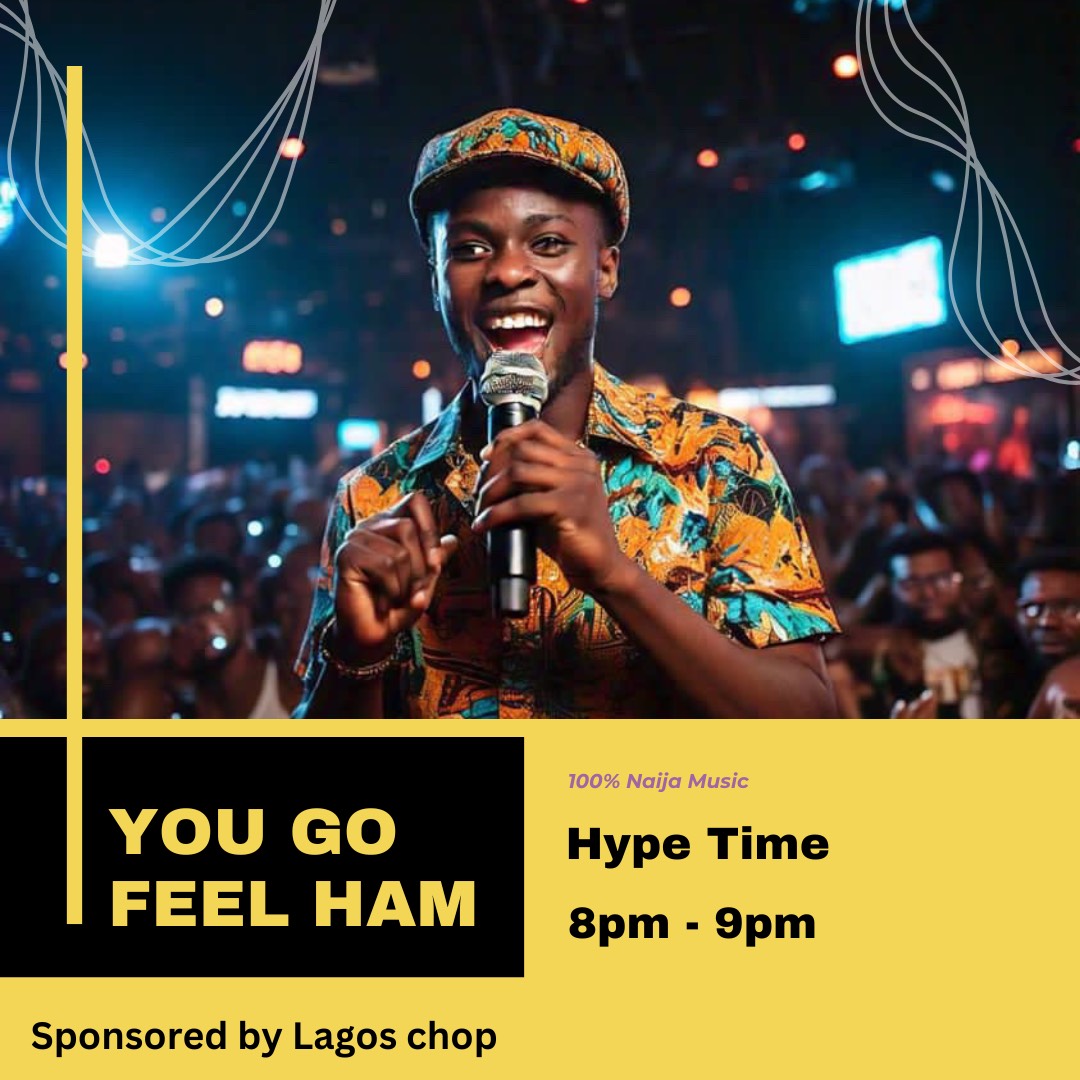 YOU GO
FEEL HAM
100% Naija Music
Hype Time
8pm - 9pm
Sponsored by Lagos chop